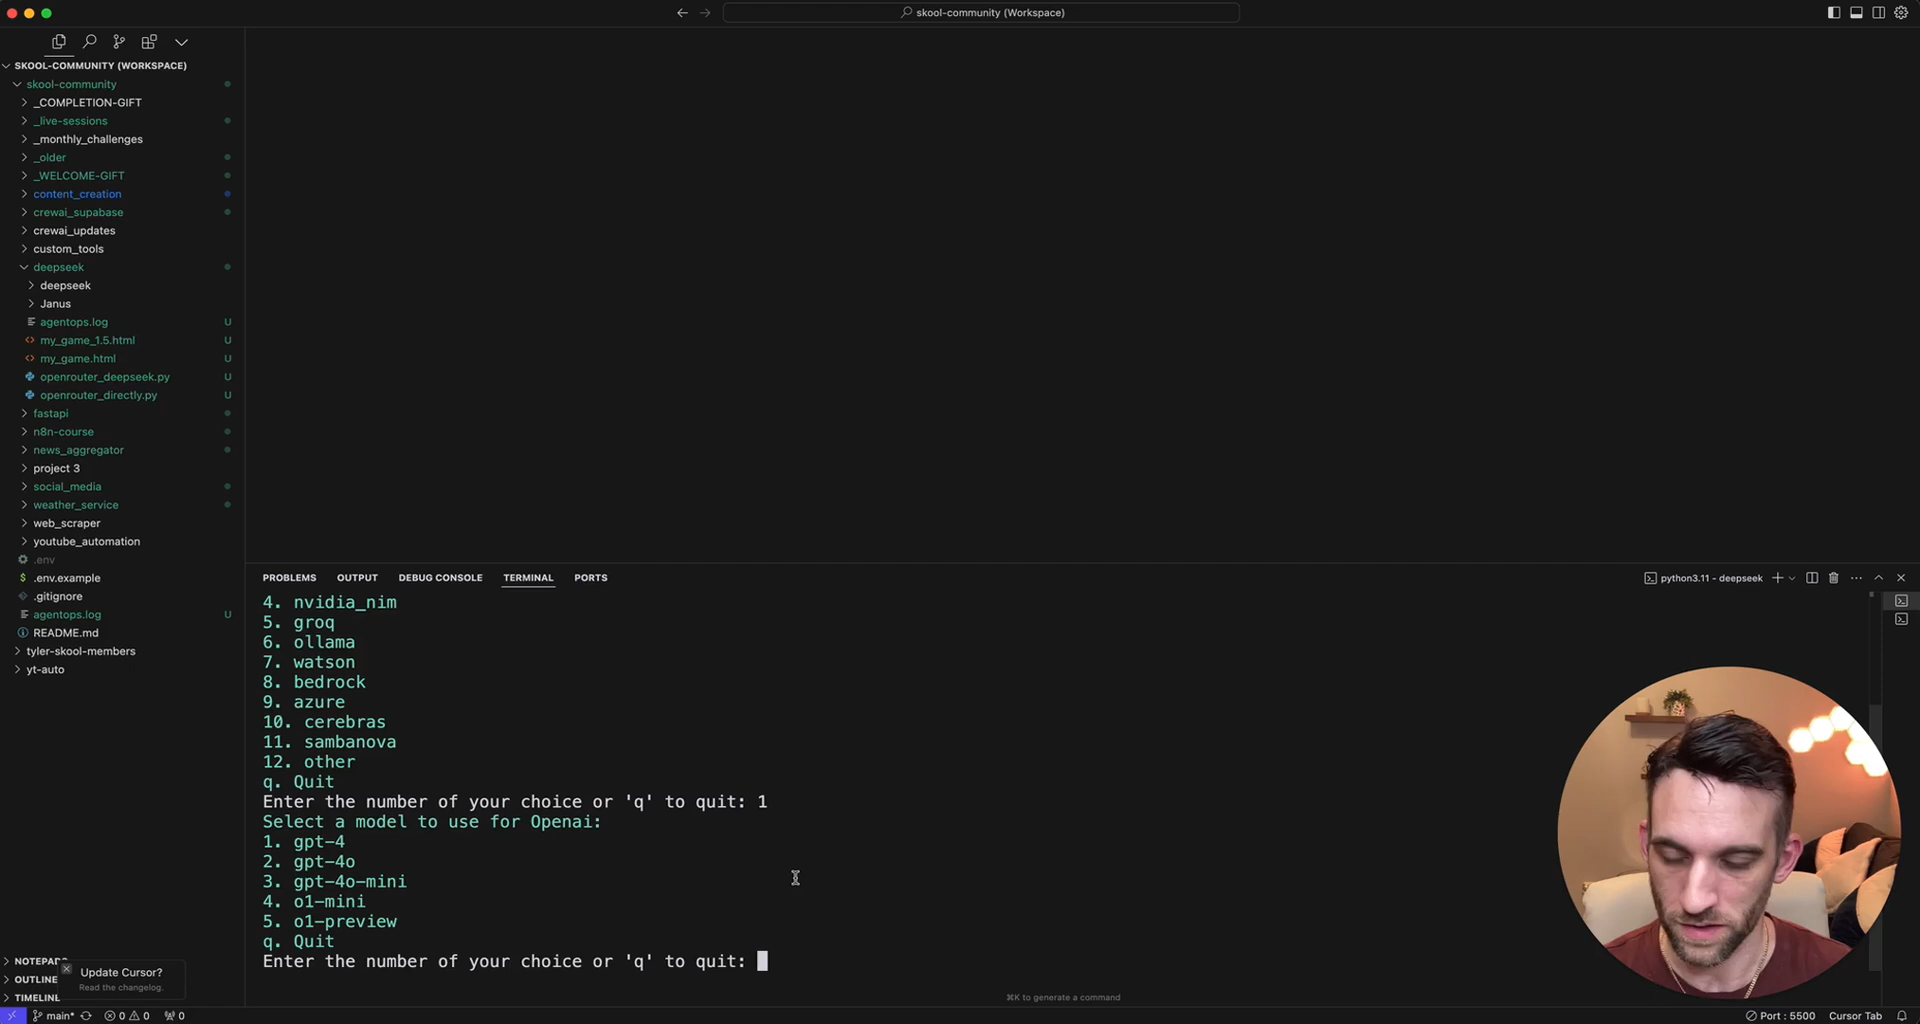 skool-community (Workspace)
SKOOL-COMMUNITY (WORKSPACE)
skool-community
_COMPLETION-GIFT
_live-sessions
_monthly_challenges
_older
_WELCOME-GIFT
content_creation
crewai_supabase
crewai_updates
custom_tools
deepseek
deepseek
Janus
agentops.log U
my_game_1.5.html U
my_game.html U
openrouter_deepseek.py U
openrouter_directly.py U
fastapi
n8n-course
news_aggregator
project 3
social_media
weather_service
web_scraper
youtube_automation
.env
.env.example
.gitignore
agentops.log U
README.md
tyler-skool-members
yt-auto
NOTEPADS
OUTLINE
TIMELINE
Update Cursor?
Read the changelog.
PROBLEMS OUTPUT DEBUG CONSOLE TERMINAL PORTS
python3.11 - deepseek
4. nvidia_nim
5. groq
6. ollama
7. watson
8. bedrock
9. azure
10. cerebras
11. sambanova
12. other
q. Quit
Enter the number of your choice or 'q' to quit: 1
Select a model to use for Openai:
1. gpt-4
2. gpt-4o
3. gpt-4o-mini
4. o1-mini
5. o1-preview
q. Quit
Enter the number of your choice or 'q' to quit:
⌘K to generate a command
main* 0 0 0
Port : 5500 Cursor Tab